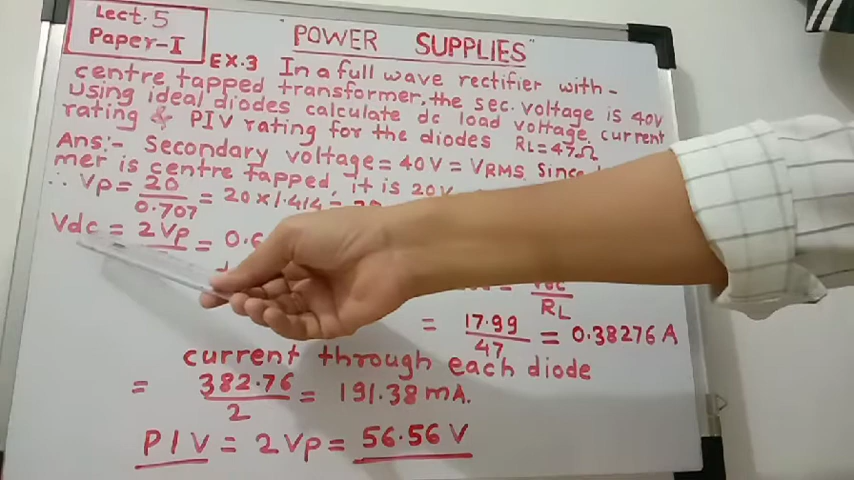 Lect. 5
Paper-I
POWER SUPPLIES
EX.3 In a full wave rectifier with-
centre tapped transformer, the sec. voltage is 40V
using ideal diodes calculate dc load voltage, current
rating & PIV rating for the diodes RL=47Ω
Ans:- Secondary voltage = 40V = VRMS. Since
mer is centre tapped, it is 20V
∴ Vp = 20/0.707 = 20×1.414 =
Vdc = 2Vp = 0.6
RL
= 17.99/47 = 0.38276 A
current through each diode
= 382.76/2 = 191.38 mA.
PIV = 2Vp = 56.56 V